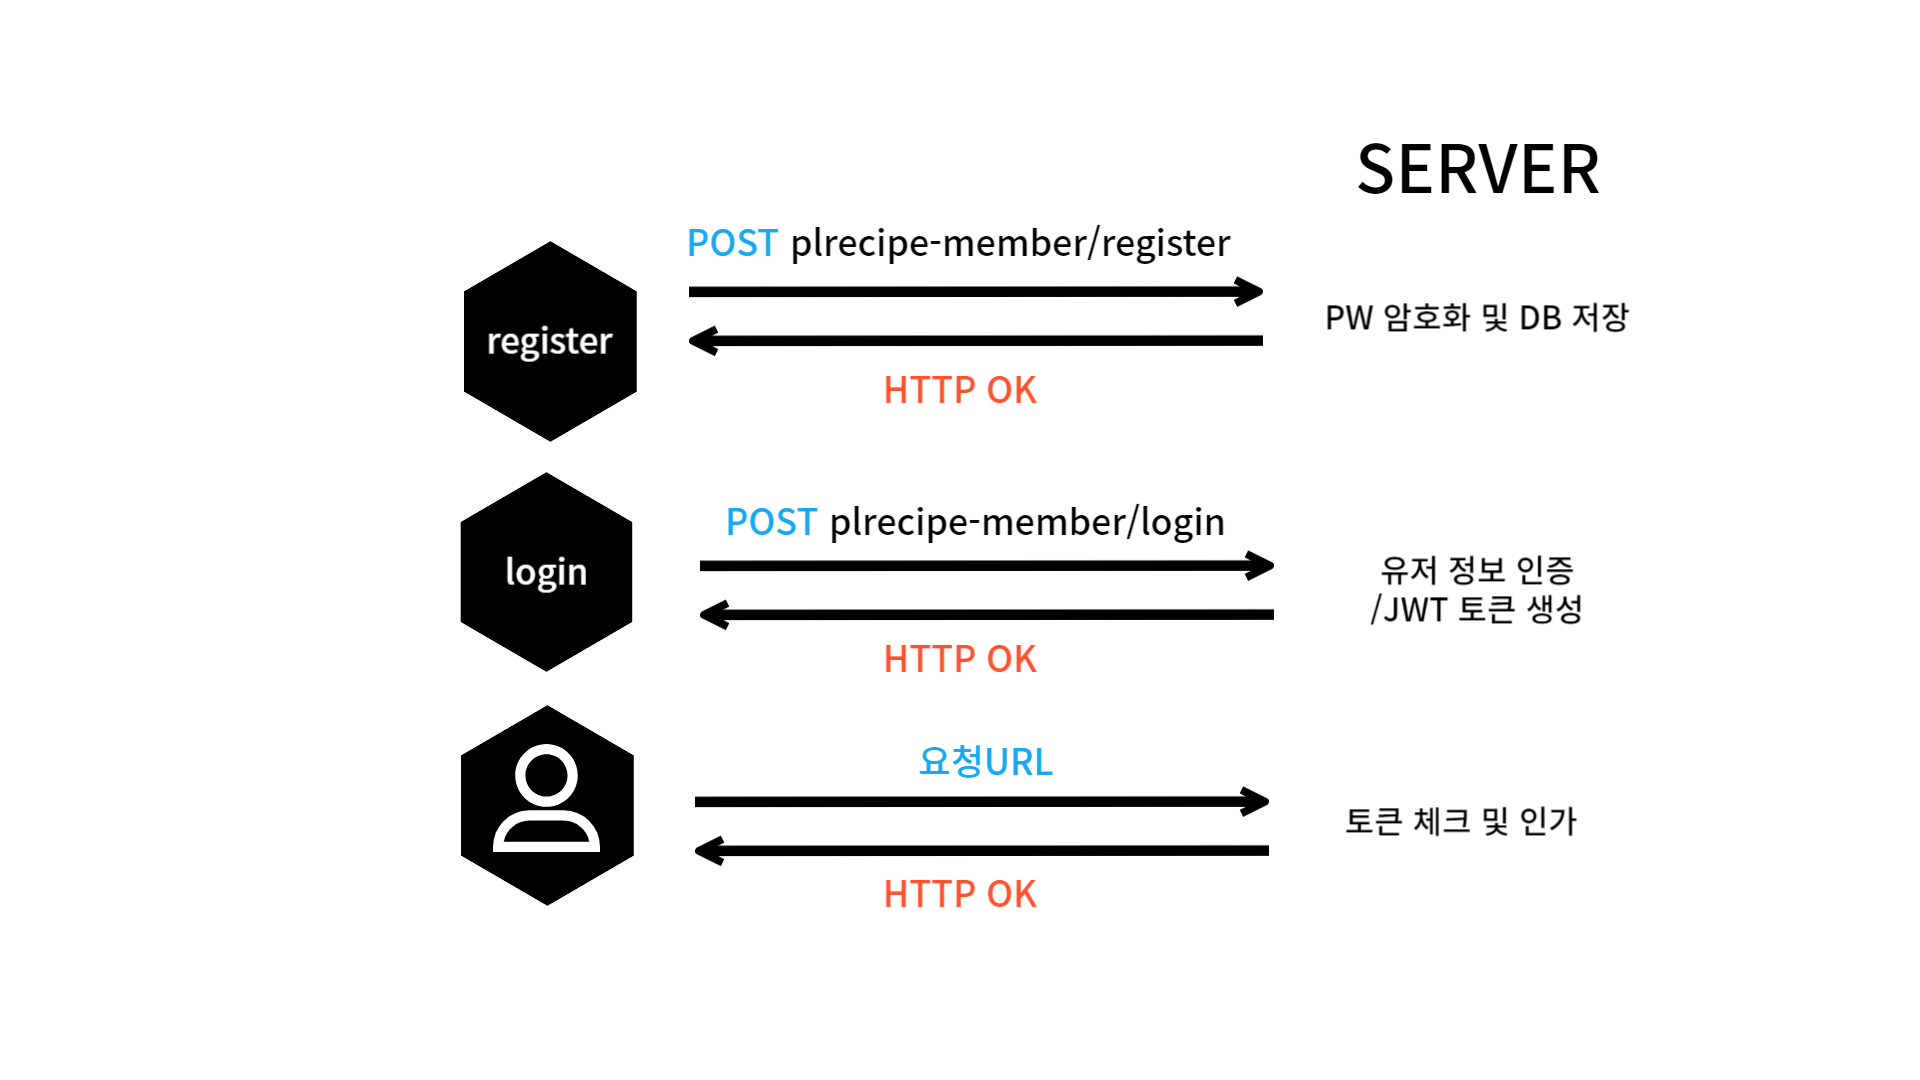 SERVER
POST plrecipe-member/register
register
PW 암호화 및 DB 저장
HTTP OK
POST plrecipe-member/login
login
유저 정보 인증
/JWT 토큰 생성
HTTP OK
요청URL
토큰 체크 및 인가
HTTP OK